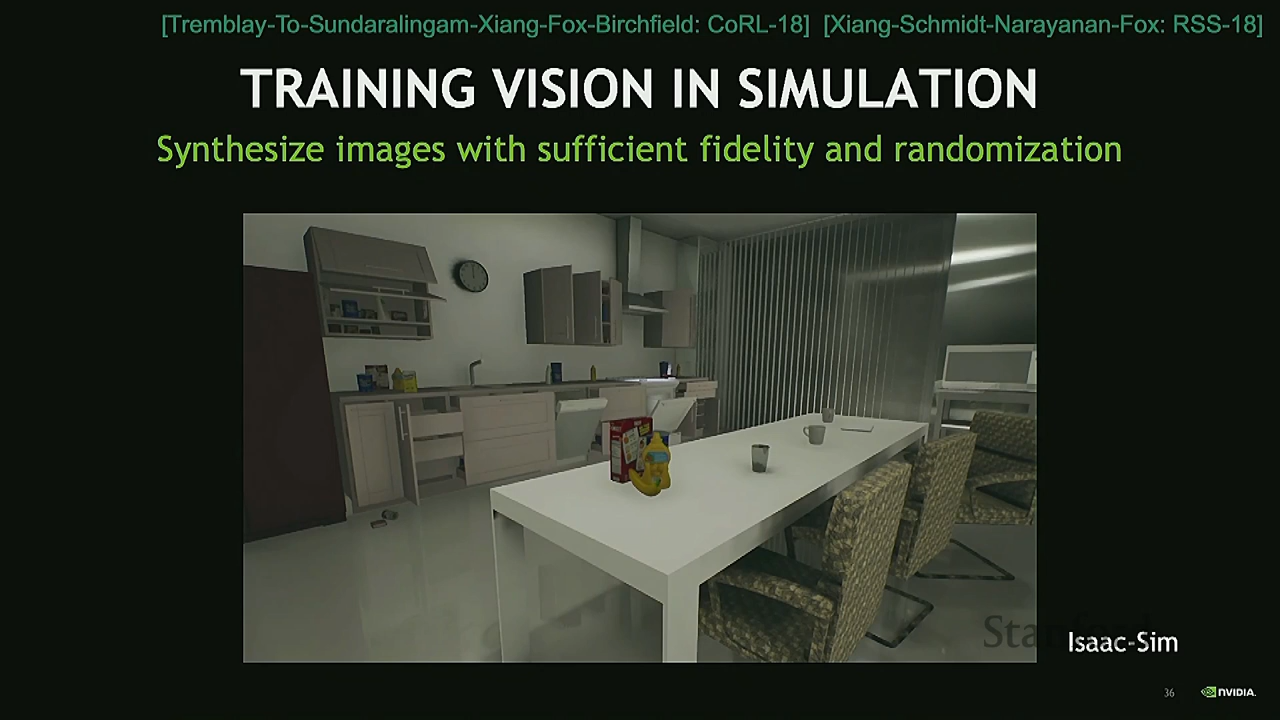 [Tremblay-To-Sundaralingam-Xiang-Fox-Birchfield: CoRL-18] [Xiang-Schmidt-Narayanan-Fox: RSS-18]
TRAINING VISION IN SIMULATION
Synthesize images with sufficient fidelity and randomization
Isaac-Sim
36 NVIDIA.